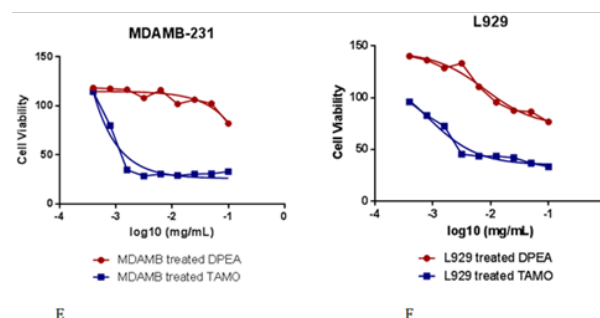 MDAMB-231
150
100
50
0
Cell Viability
-4
-3
-2
-1
0
log10 (mg/mL)
MDAMB treated DPEA
MDAMB treated TAMO
E
L929
150
100
50
0
Cell Viability
-4
-3
-2
-1
log10 (mg/mL)
L929 treated DPEA
L929 treated TAMO
F